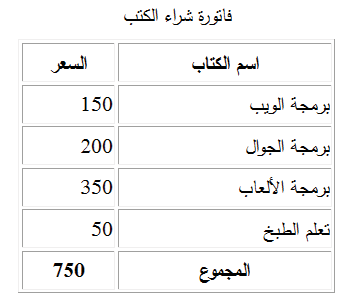 فاتورة شراء الكتب
اسم الكتاب السعر
برمجة الويب 150
برمجة الجوال 200
برمجة الألعاب 350
تعلم الطبخ 50
المجموع 750